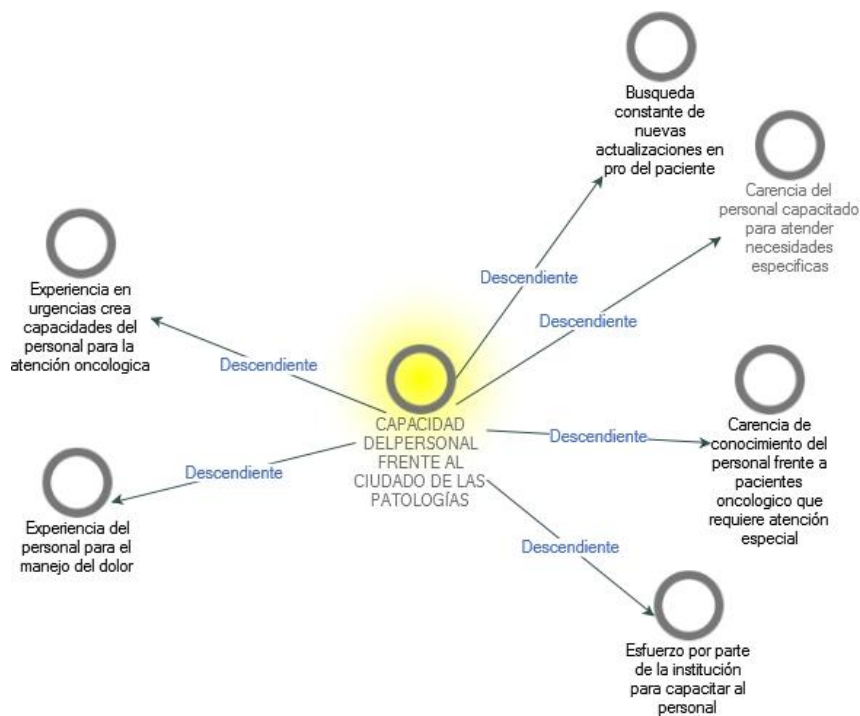 Busqueda
constante de
nuevas
actualizaciones en
pro del paciente
Carencia del
personal capacitado
para atender
necesidades
especificas
Descendiente
Descendiente
Experiencia en
urgencias crea
capacidades del
personal para la
atención oncologica
Descendiente
CAPACIDAD
DELPERSONAL
FRENTE AL
CIUDADO DE LAS
PATOLOGÍAS
Descendiente
Carencia de
conocimiento del
personal frente a
pacientes
oncologico que
requiere atención
especial
Descendiente
Experiencia del
personal para el
manejo del dolor
Descendiente
Esfuerzo por parte
de la institución
para capacitar al
personal